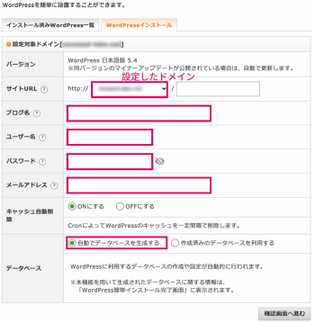 WordPressを簡単に設置することができます。
インストール済みWordPress一覧
WordPressインストール
設定対象ドメイン[
バージョン
WordPress 日本語版 5.4
※同バージョンのマイナーアップデートが公開されている場合は、自動で更新します。
設定したドメイン
サイトURL ?
http:// /
ブログ名 ?
ユーザー名 ?
パスワード ?
メールアドレス ?
キャッシュ自動削除
ONにする OFFにする
CronによってWordPressのキャッシュを一定間隔で削除します。
データベース
自動でデータベースを生成する 作成済みのデータベースを利用する
WordPressに利用するデータベースの作成や設定が自動的に行われます。
※本機能を用いて生成されたデータベースに関する情報は、
「WordPress簡単インストール完了画面」に表示されます。
確認画面へ進む